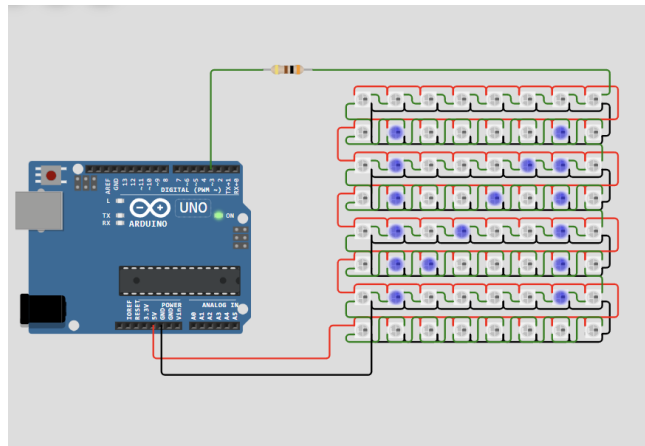 AREF GND 13 12 ~11 ~10 ~9 8 7 ~6 ~5 4 ~3 2 TX→1 RX←0
DIGITAL (PWM ~)
L
UNO ON
TX
RX ARDUINO
POWER ANALOG IN
IOREF RESET 3.3V 5V GND GND Vin A0 A1 A2 A3 A4 A5
И